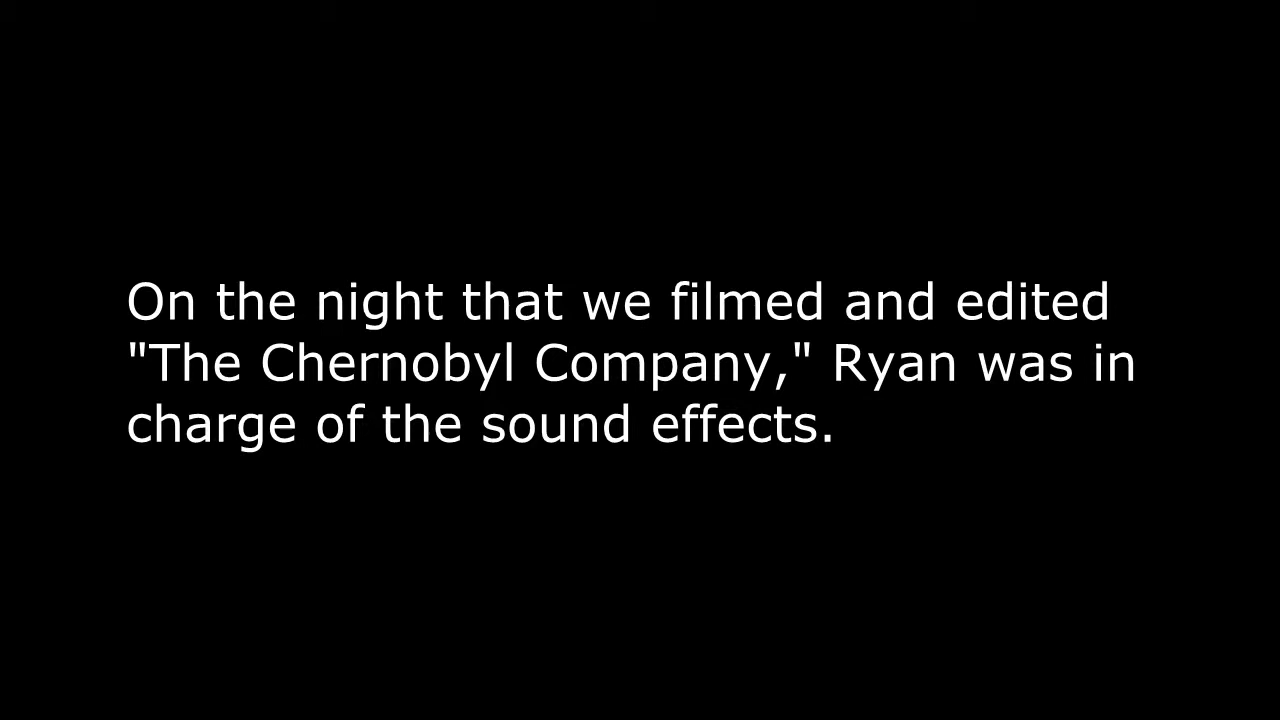 On the night that we filmed and edited
"The Chernobyl Company," Ryan was in
charge of the sound effects.